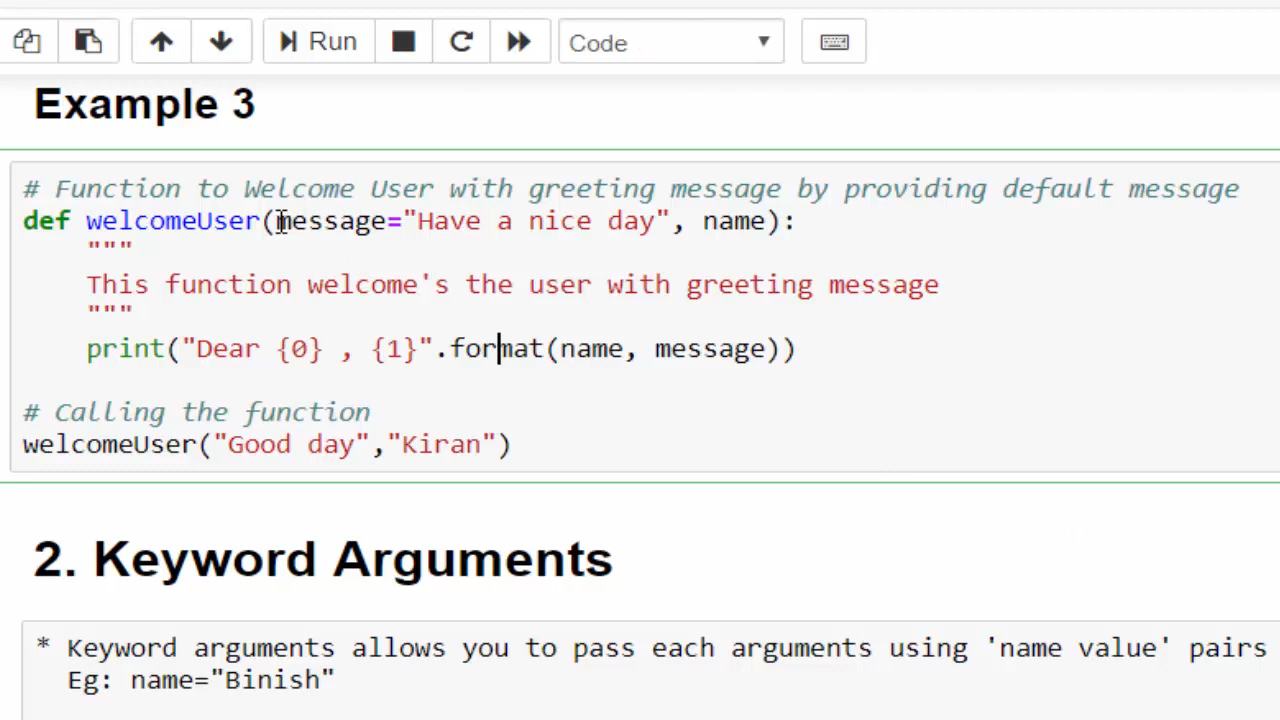 Run
Code
Example 3
# Function to Welcome User with greeting message by providing default message
def welcomeUser(message="Have a nice day", name):
"""
This function welcome's the user with greeting message
"""
print("Dear {0} , {1}".format(name, message))
# Calling the function
welcomeUser("Good day","Kiran")
2. Keyword Arguments
* Keyword arguments allows you to pass each arguments using 'name value' pairs
Eg: name="Binish"